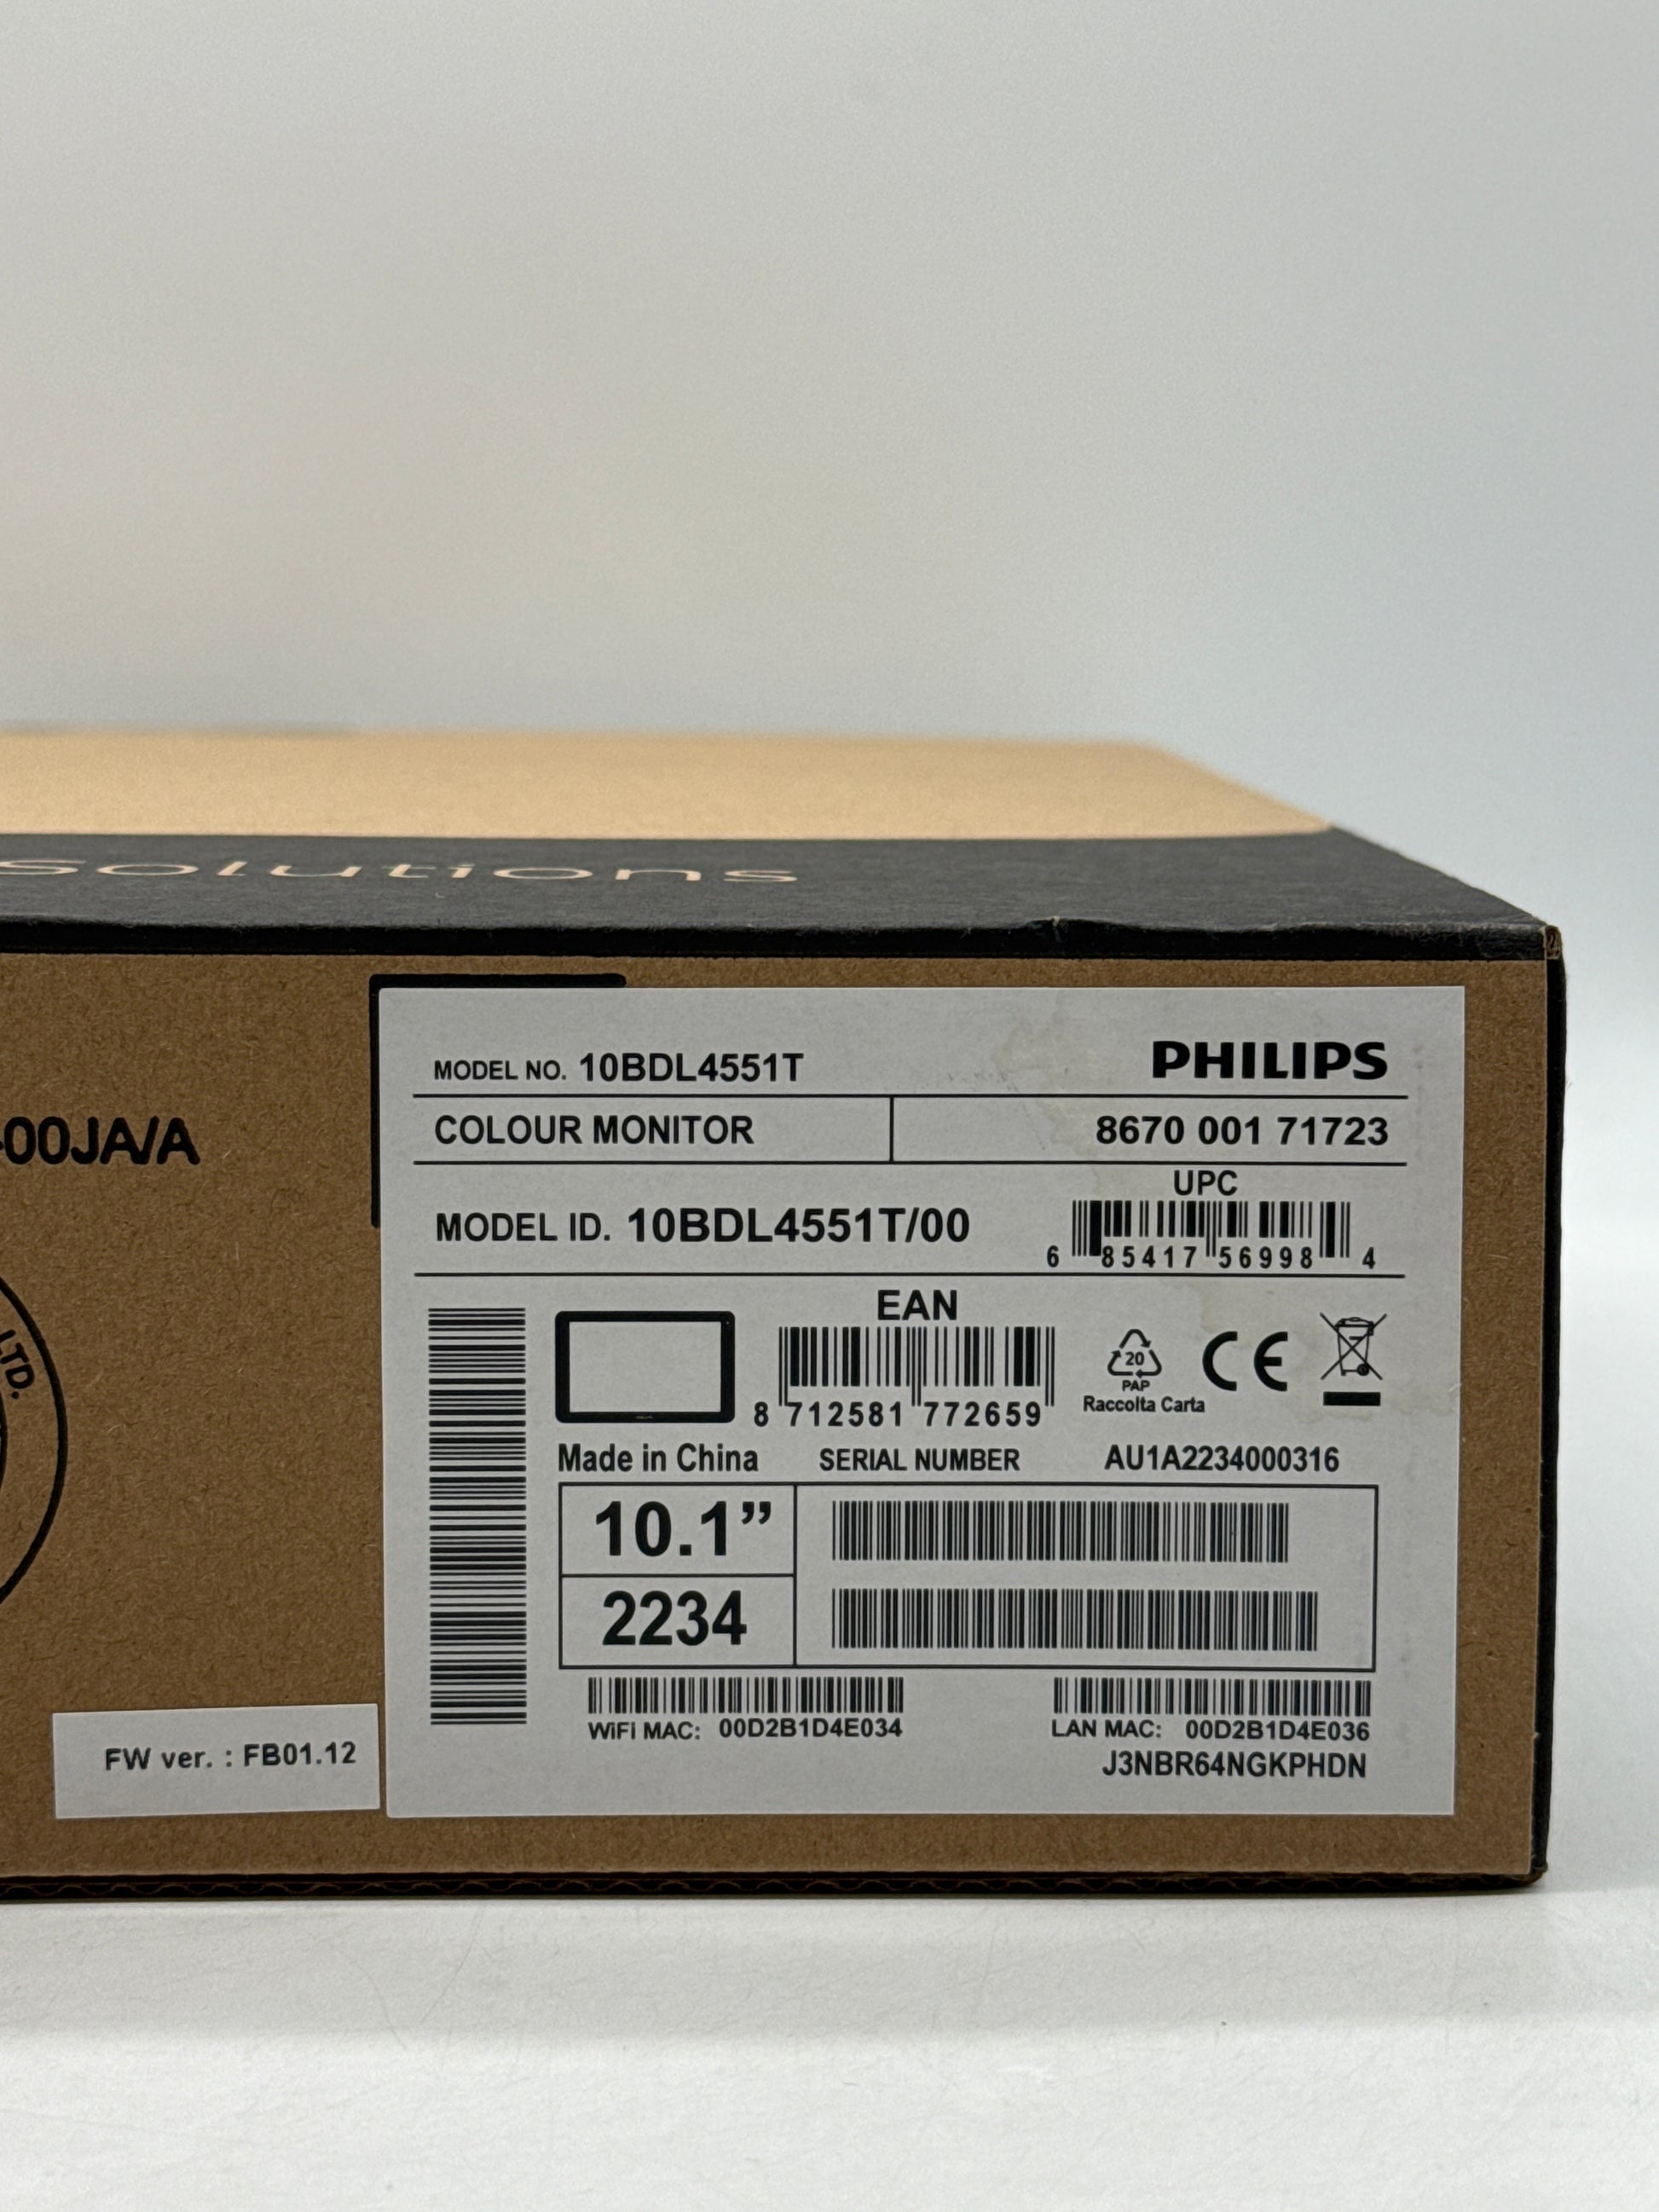 Solutions
00JA/A
LTD.
MODEL NO. 10BDL4551T
PHILIPS
COLOUR MONITOR
8670 001 71723
UPC
MODEL ID. 10BDL4551T/00
6 85417 56998 4
EAN
8 712581 772659
20
PAP
Raccolta Carta
CE
Made in China
SERIAL NUMBER
AU1A2234000316
10.1”
2234
WiFi MAC: 00D2B1D4E034
LAN MAC: 00D2B1D4E036
J3NBR64NGKPHDN
FW ver. : FB01.12